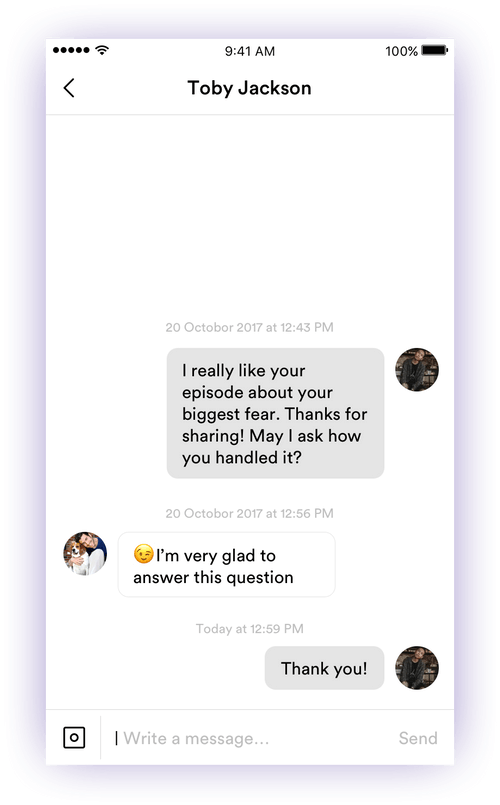 9:41 AM
100%
Toby Jackson
20 Octobor 2017 at 12:43 PM
I really like your
episode about your
biggest fear. Thanks for
sharing! May I ask how
you handled it?
20 Octobor 2017 at 12:56 PM
😉I'm very glad to
answer this question
Today at 12:59 PM
Thank you!
Write a message...
Send